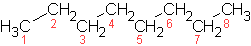 CH₂ CH₂ CH₂ CH₃
2 4 6 8
H₃C CH₂ CH₂ CH₂
1 3 5 7